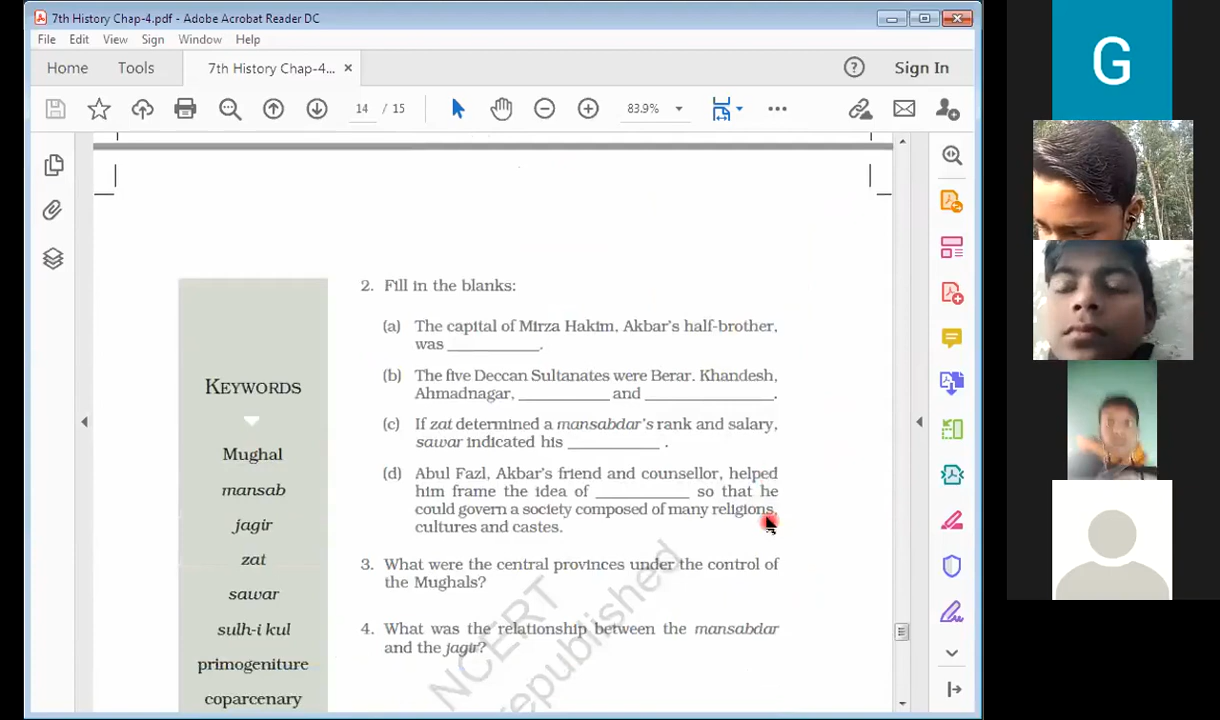 7th History Chap-4.pdf - Adobe Acrobat Reader DC
File Edit View Sign Window Help
Home Tools 7th History Chap-4... × Sign In
14 / 15 83.9%
G
2. Fill in the blanks:
(a) The capital of Mirza Hakim, Akbar's half-brother,
was ___________.
(b) The five Deccan Sultanates were Berar. Khandesh,
Ahmadnagar, ___________ and _______________.
(c) If zat determined a mansabdar's rank and salary,
sawar indicated his ___________ .
(d) Abul Fazl, Akbar's friend and counsellor, helped
him frame the idea of ___________ so that he
could govern a society composed of many religions,
cultures and castes.
3. What were the central provinces under the control of
the Mughals?
4. What was the relationship between the mansabdar
and the jagir?
KEYWORDS
Mughal
mansab
jagir
zat
sawar
sulh-i kul
primogeniture
coparcenary
NCERT
republished